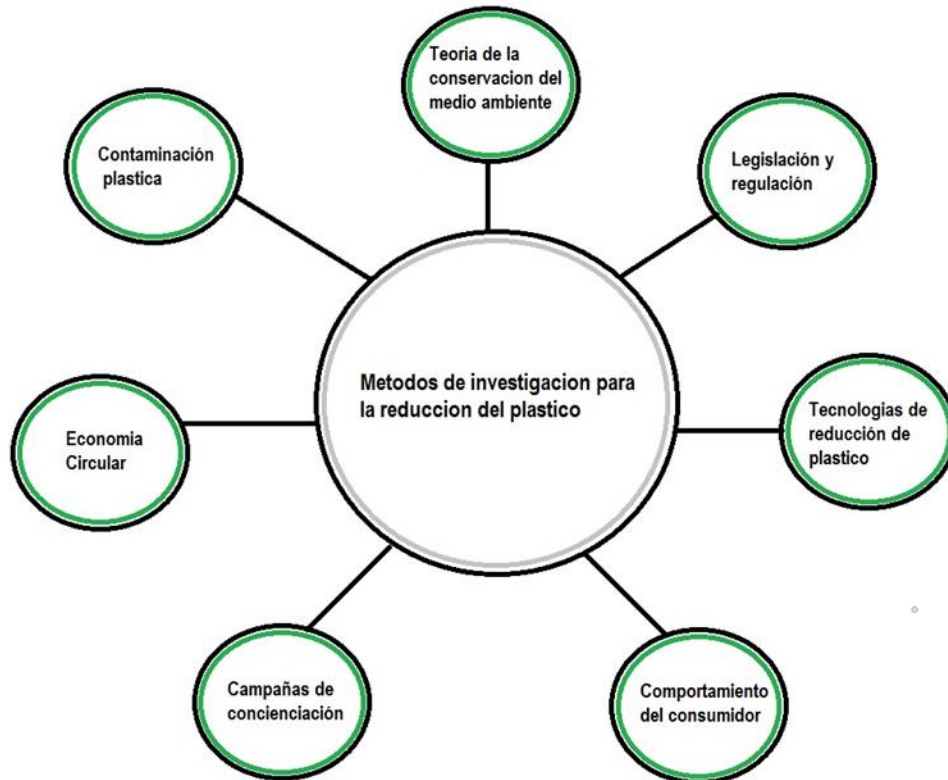 Teoria de la
conservacion del
medio ambiente
Contaminación
plastica
Legislación y
regulación
Metodos de investigacion para
la reduccion del plastico
Tecnologias de
reducción de
plastico
Economia
Circular
Campañas de
concienciación
Comportamiento
del consumidor